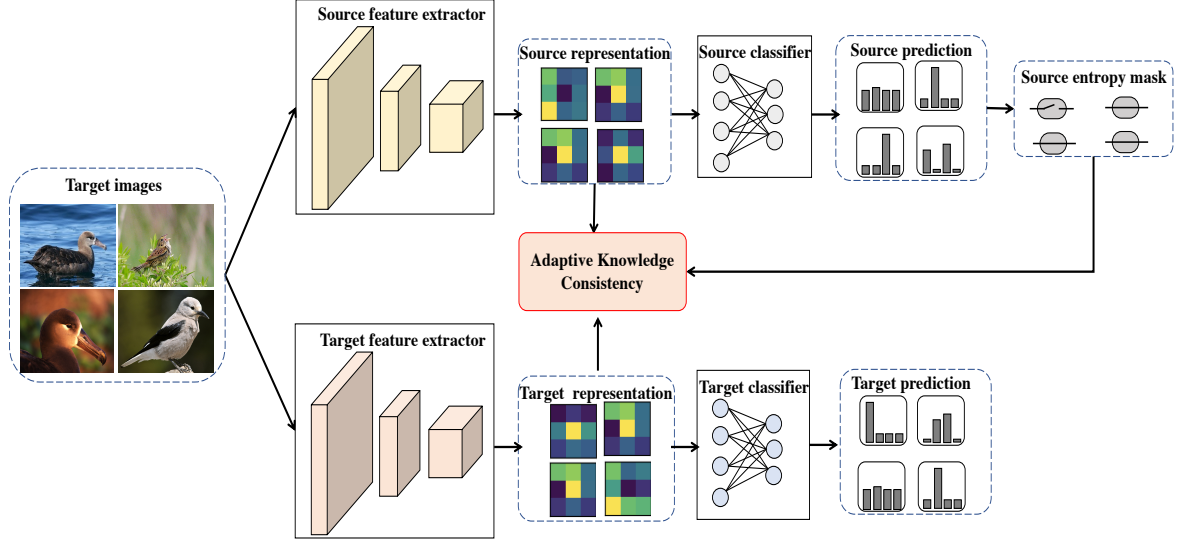 Source feature extractor
Source representation
Source classifier
Source prediction
Source entropy mask
Target images
Adaptive Knowledge
Consistency
Target feature extractor
Target representation
Target classifier
Target prediction